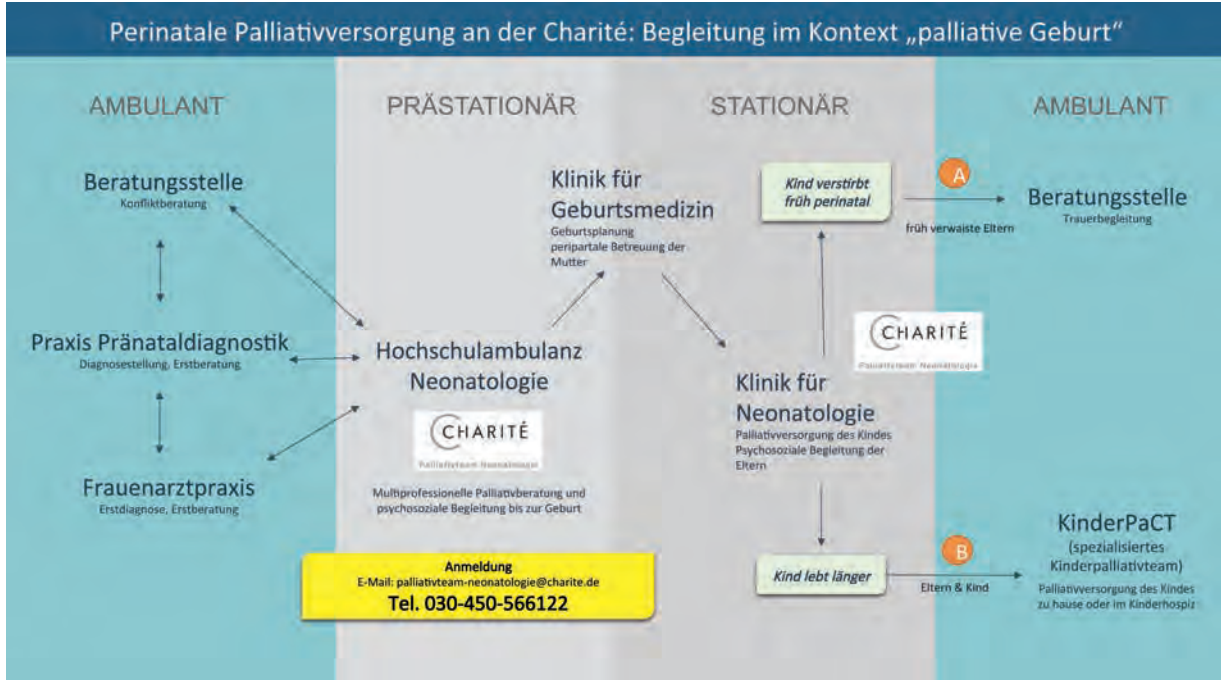 Perinatale Palliativversorgung an der Charité: Begleitung im Kontext „palliative Geburt“
AMBULANT
Beratungsstelle
Konfliktberatung
Praxis Pränataldiagnostik
Diagnosestellung, Erstberatung
Frauenarztpraxis
Erstdiagnose, Erstberatung
PRÄSTATIONÄR
Hochschulambulanz
Neonatologie
CHARITÉ
Palliativteam Neonatologie
Multiprofessionelle Palliativberatung und
psychosoziale Begleitung bis zur Geburt
Anmeldung
E-Mail: palliativteam-neonatologie@charite.de
Tel. 030-450-566122
Klinik für
Geburtsmedizin
Geburtsplanung
peripartale Betreuung der
Mutter
STATIONÄR
Kind verstirbt
früh perinatal
CHARITÉ
Palliativteam Neonatologie
Klinik für
Neonatologie
Palliativversorgung des Kindes
Psychosoziale Begleitung der
Eltern
Kind lebt länger
AMBULANT
A
früh verwaiste Eltern
Beratungsstelle
Trauerbegleitung
B
Eltern & Kind
KinderPaCT
(spezialisiertes
Kinderpalliativteam)
Palliativversorgung des Kindes
zu hause oder im Kinderhospiz